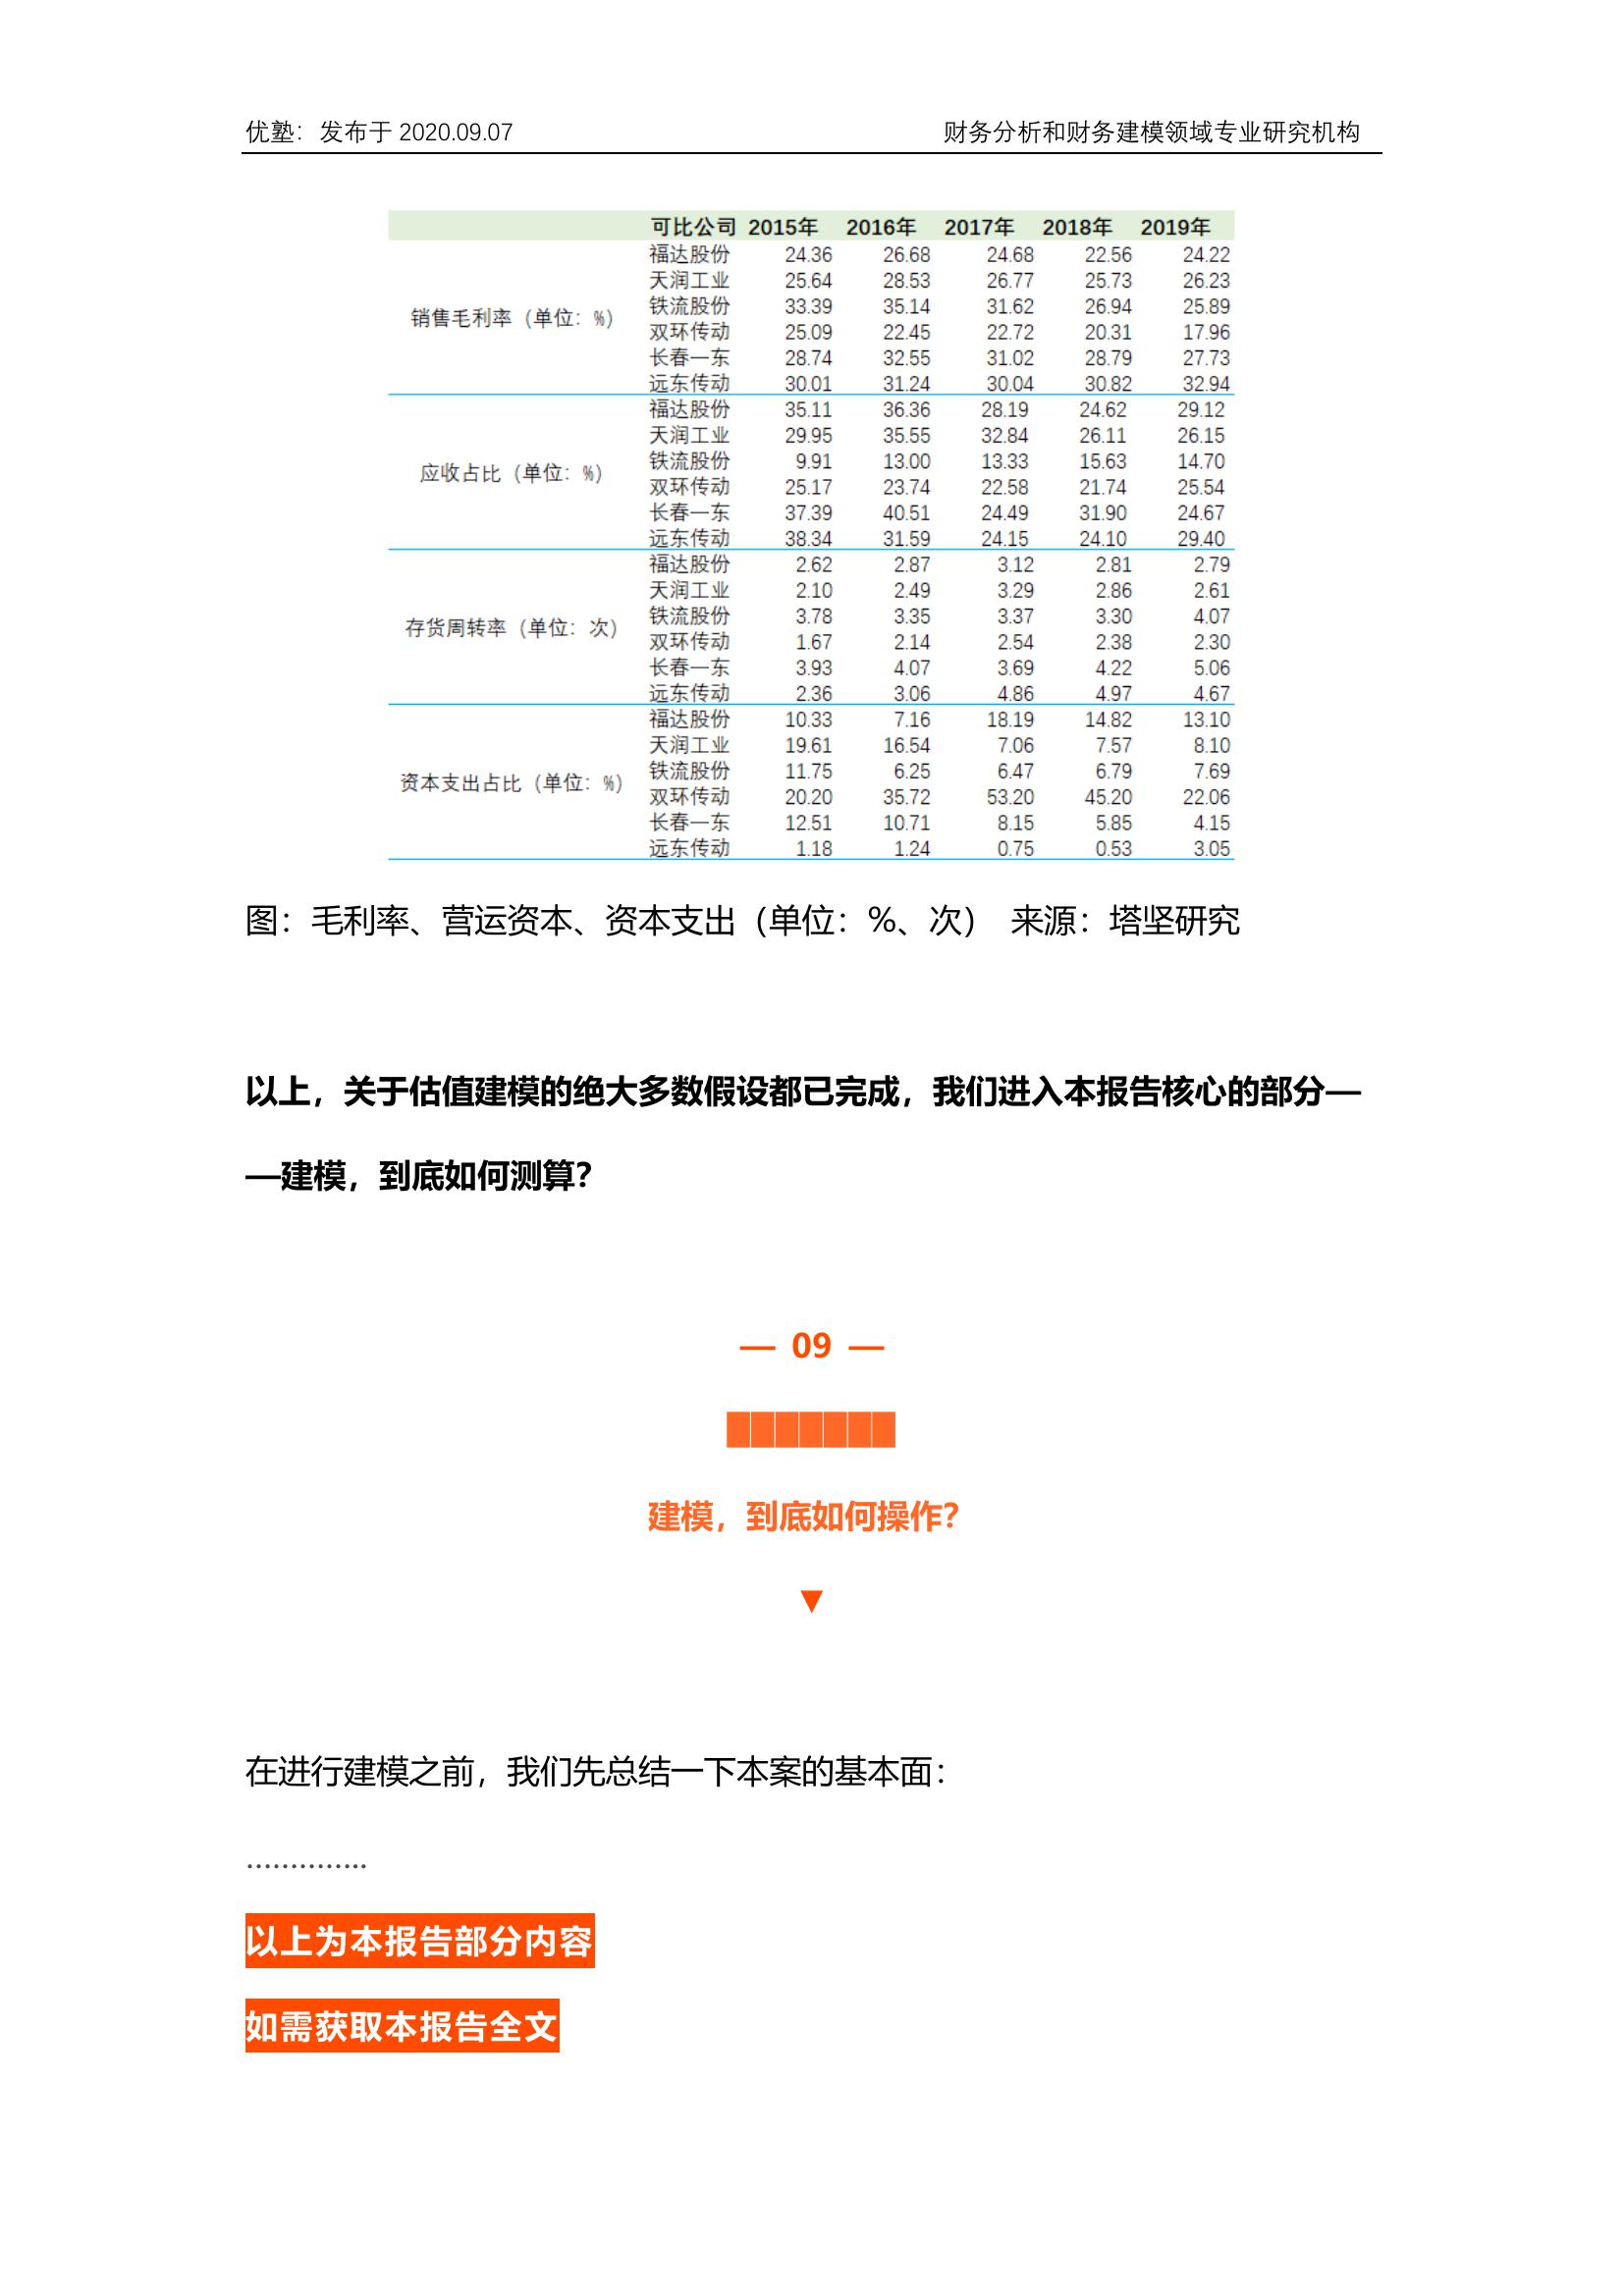 优塾：发布于 2020.09.07 财务分析和财务建模领域专业研究机构
可比公司 2015年 2016年 2017年 2018年 2019年
销售毛利率（单位：%）
福达股份 24.36 26.68 24.68 22.56 24.22
天润工业 25.64 28.53 26.77 25.73 26.23
铁流股份 33.39 35.14 31.62 26.94 25.89
双环传动 25.09 22.45 22.72 20.31 17.96
长春一东 28.74 32.55 31.02 28.79 27.73
远东传动 30.01 31.24 30.04 30.82 32.94
应收占比（单位：%）
福达股份 35.11 36.36 28.19 24.62 29.12
天润工业 29.95 35.55 32.84 26.11 26.15
铁流股份 9.91 13.00 13.33 15.63 14.70
双环传动 25.17 23.74 22.58 21.74 25.54
长春一东 37.39 40.51 24.49 31.90 24.67
远东传动 38.34 31.59 24.15 24.10 29.40
存货周转率（单位：次）
福达股份 2.62 2.87 3.12 2.81 2.79
天润工业 2.10 2.49 3.29 2.86 2.61
铁流股份 3.78 3.35 3.37 3.30 4.07
双环传动 1.67 2.14 2.54 2.38 2.30
长春一东 3.93 4.07 3.69 4.22 5.06
远东传动 2.36 3.06 4.86 4.97 4.67
资本支出占比（单位：%）
福达股份 10.33 7.16 18.19 14.82 13.10
天润工业 19.61 16.54 7.06 7.57 8.10
铁流股份 11.75 6.25 6.47 6.79 7.69
双环传动 20.20 35.72 53.20 45.20 22.06
长春一东 12.51 10.71 8.15 5.85 4.15
远东传动 1.18 1.24 0.75 0.53 3.05
图：毛利率、营运资本、资本支出（单位：%、次） 来源：塔坚研究
以上，关于估值建模的绝大多数假设都已完成，我们进入本报告核心的部分—
—建模，到底如何测算？
— 09 —
███████
建模，到底如何操作？
▼
在进行建模之前，我们先总结一下本案的基本面：
…………..
以上为本报告部分内容
如需获取本报告全文